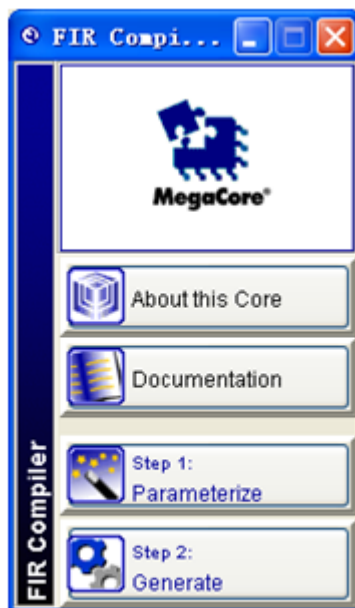 FIR Compi...
MegaCore®
About this Core
Documentation
Step 1:
Parameterize
Step 2:
Generate
FIR Compiler